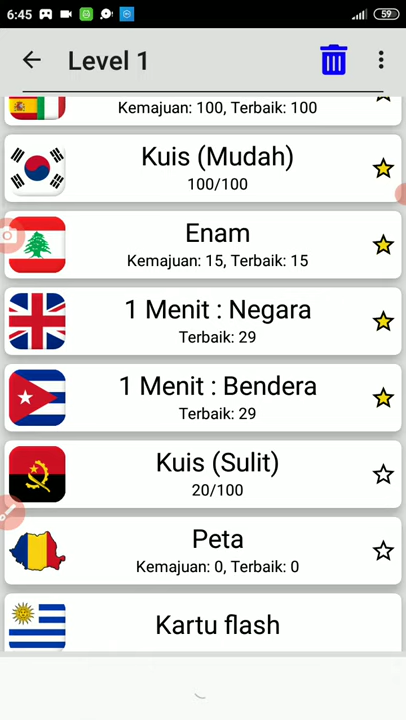 6:45
59
Level 1
Kemajuan: 100, Terbaik: 100
Kuis (Mudah)
100/100
Enam
Kemajuan: 15, Terbaik: 15
1 Menit : Negara
Terbaik: 29
1 Menit : Bendera
Terbaik: 29
Kuis (Sulit)
20/100
Peta
Kemajuan: 0, Terbaik: 0
Kartu flash